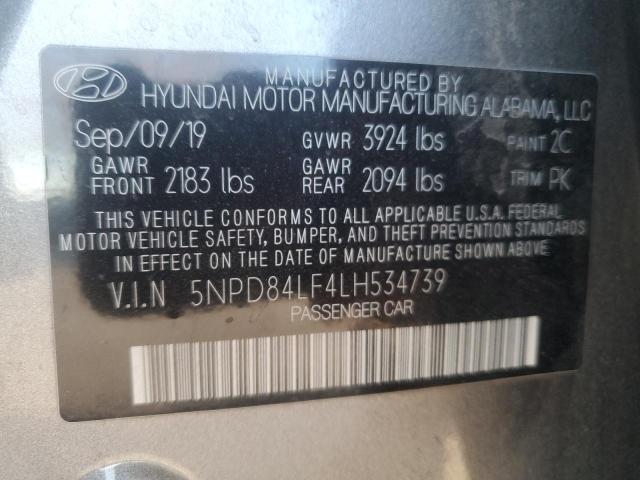 MANUFACTURED BY
HYUNDAI MOTOR MANUFACTURING ALABAMA, LLC
Sep/09/19 GVWR 3924 lbs PAINT 2C
GAWR FRONT 2183 lbs GAWR REAR 2094 lbs TRIM PK
THIS VEHICLE CONFORMS TO ALL APPLICABLE U.S.A. FEDERAL
MOTOR VEHICLE SAFETY, BUMPER, AND THEFT PREVENTION STANDARDS
IN EFFECT ON THE DATE OF MANUFACTURE SHOWN ABOVE.
V.I.N 5NPD84LF4LH534739
PASSENGER CAR